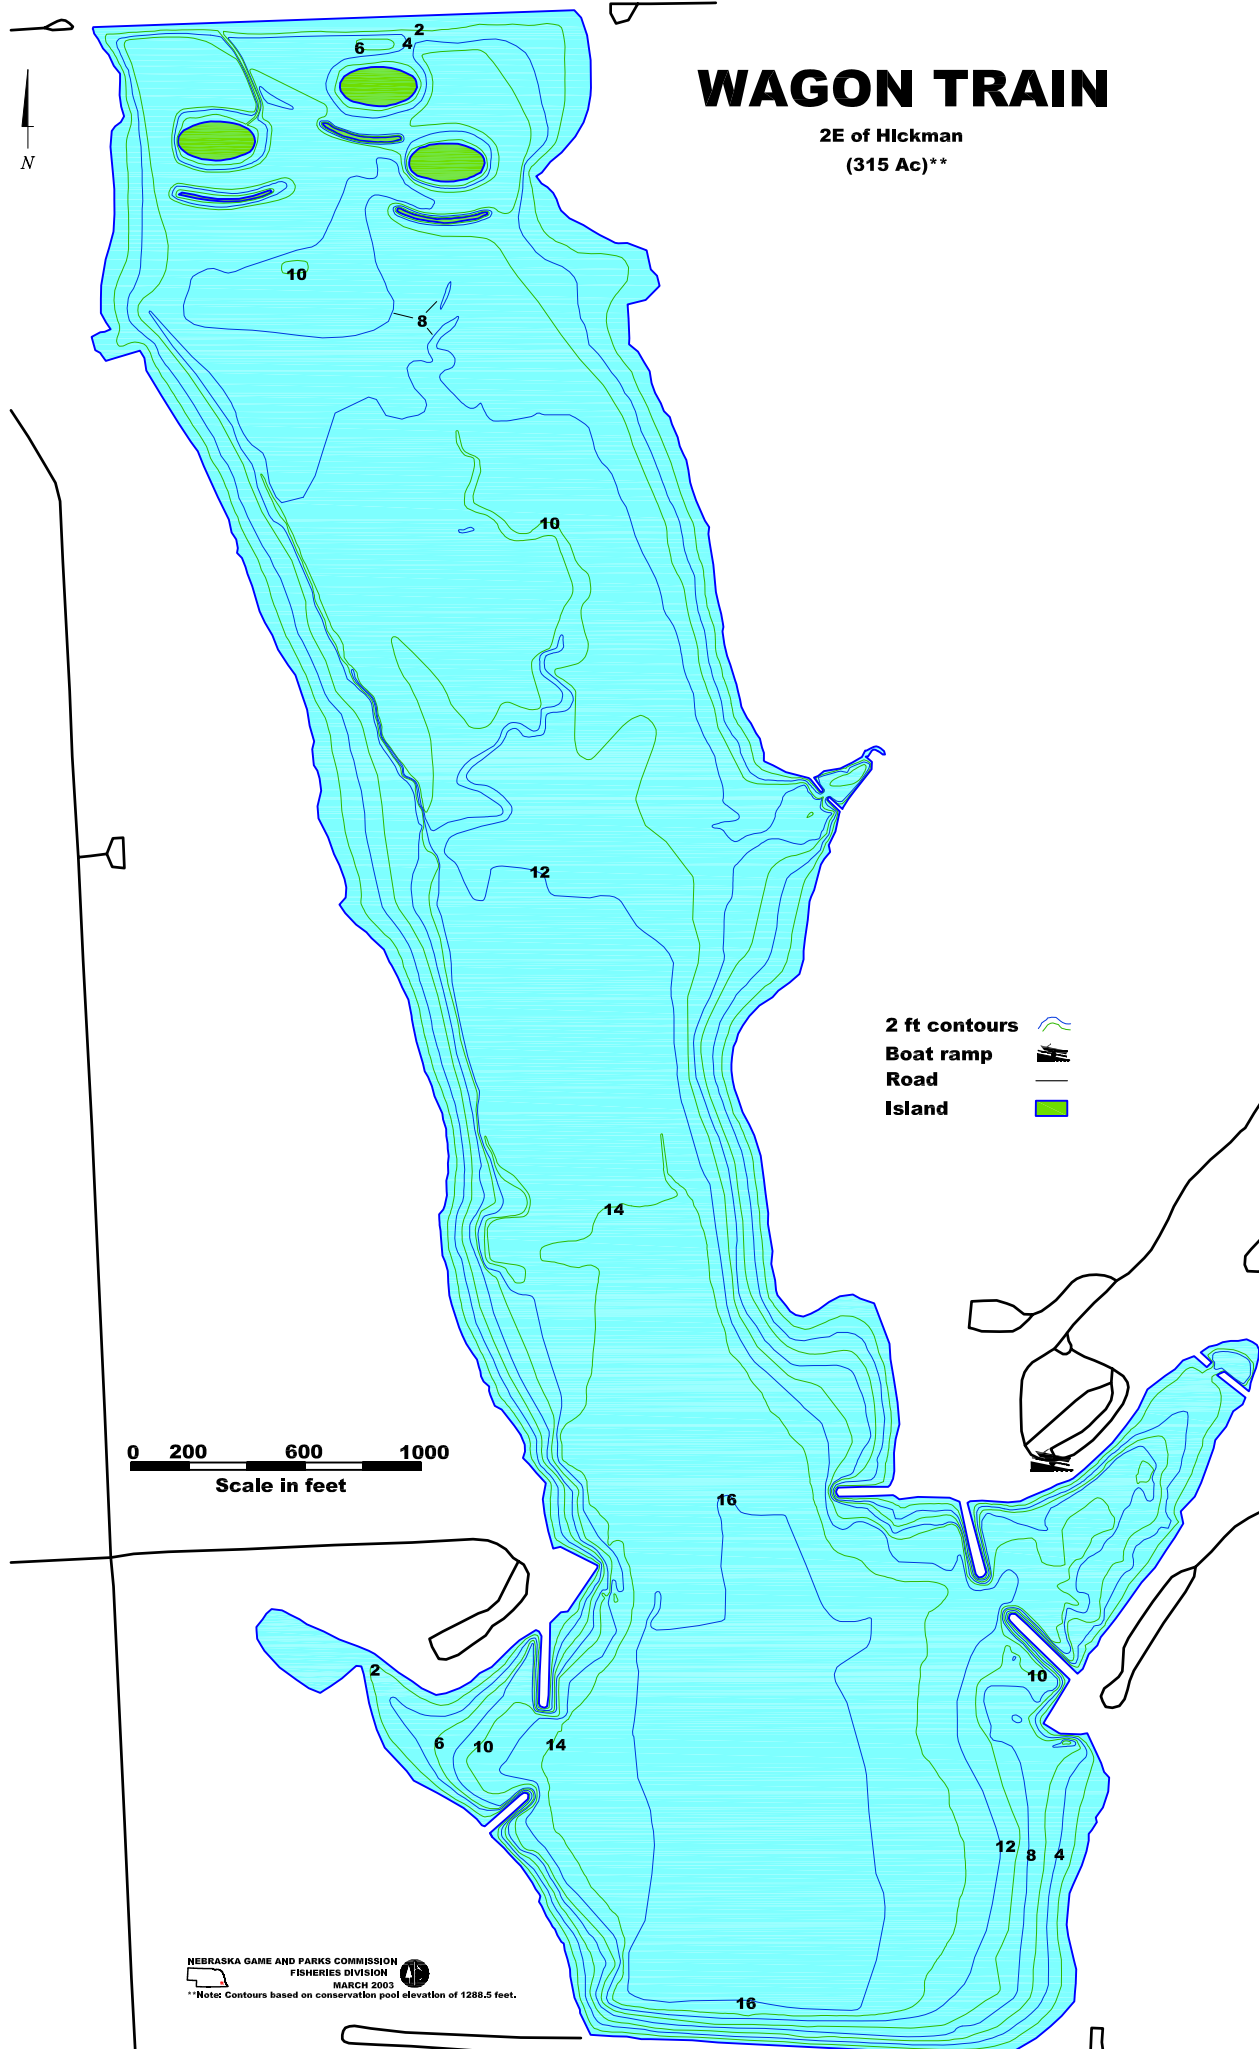 2
4
6
WAGON TRAIN
2E of HIckman
(315 Ac)**
N
10
8
10
12
2 ft contours
Boat ramp
Road
Island
14
0 200 600 1000
Scale in feet
16
2
10
6
10
14
12
8
4
NEBRASKA GAME AND PARKS COMMISSION
FISHERIES DIVISION
MARCH 2003
**Note: Contours based on conservation pool elevation of 1288.5 feet.
16